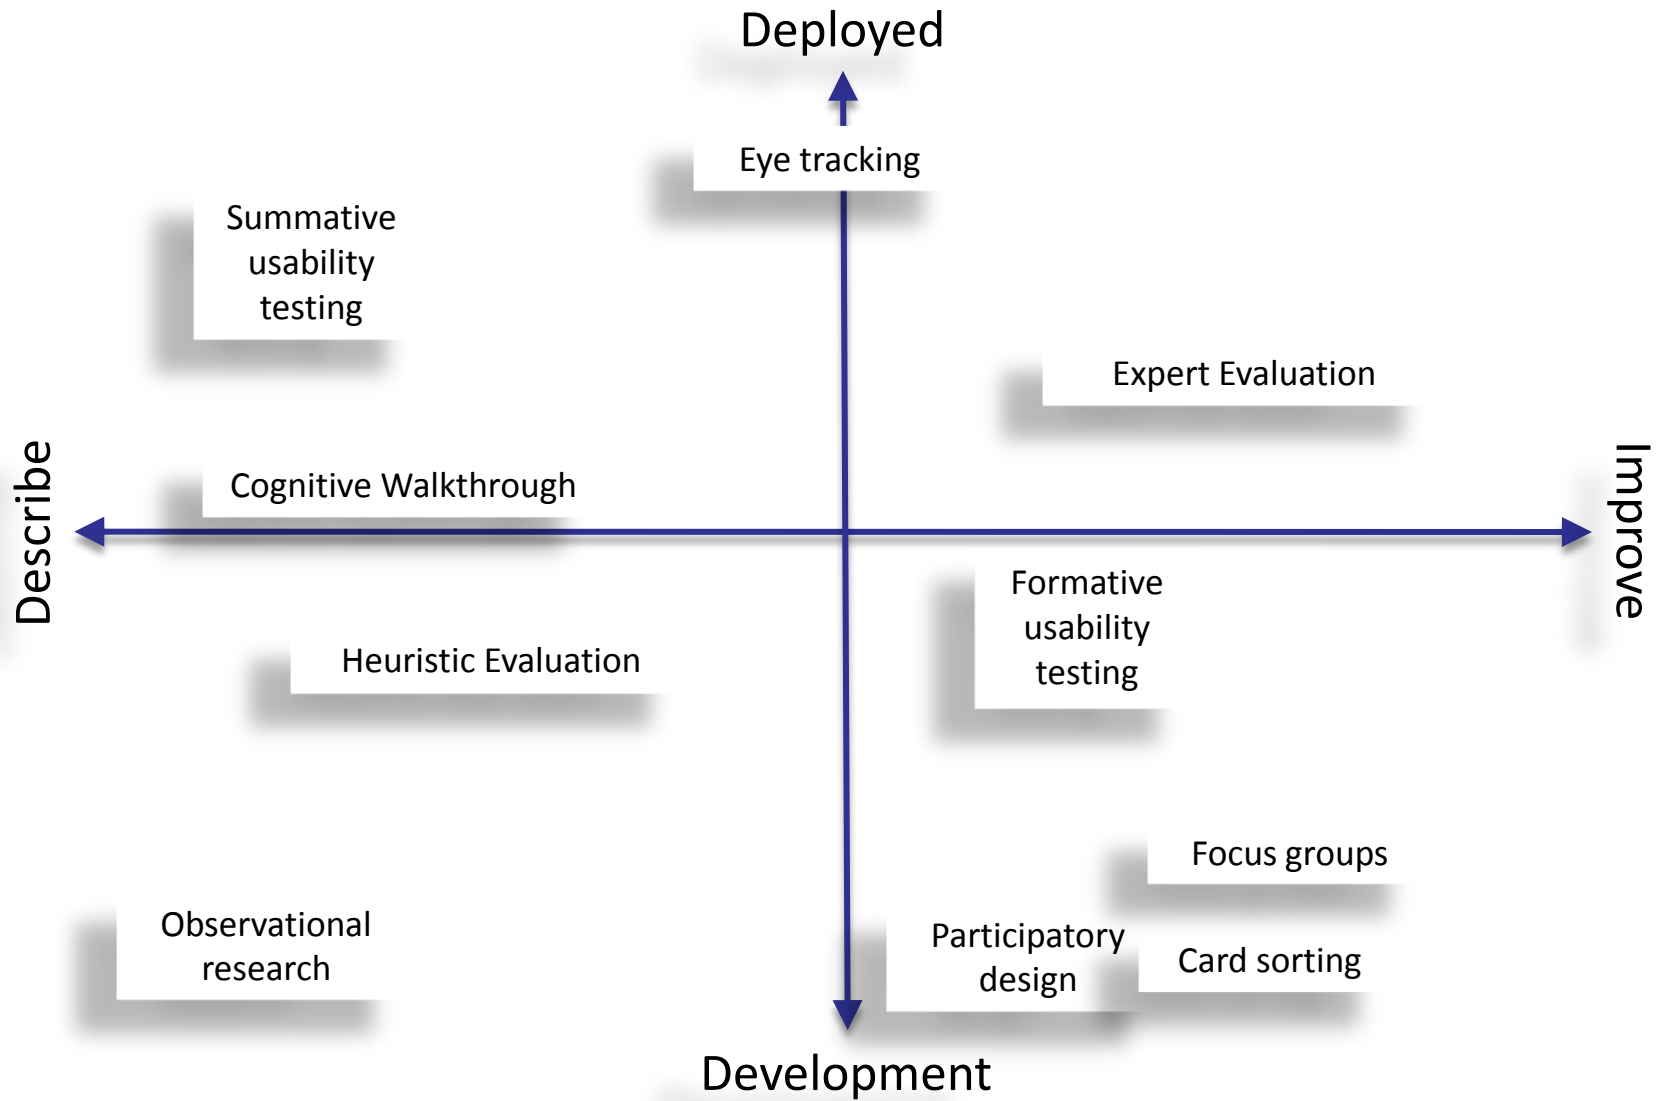 Deployed
Eye tracking
Summative
usability
testing
Expert Evaluation
Describe
Cognitive Walkthrough
Improve
Formative
usability
testing
Heuristic Evaluation
Focus groups
Observational
research
Participatory
design
Card sorting
Development